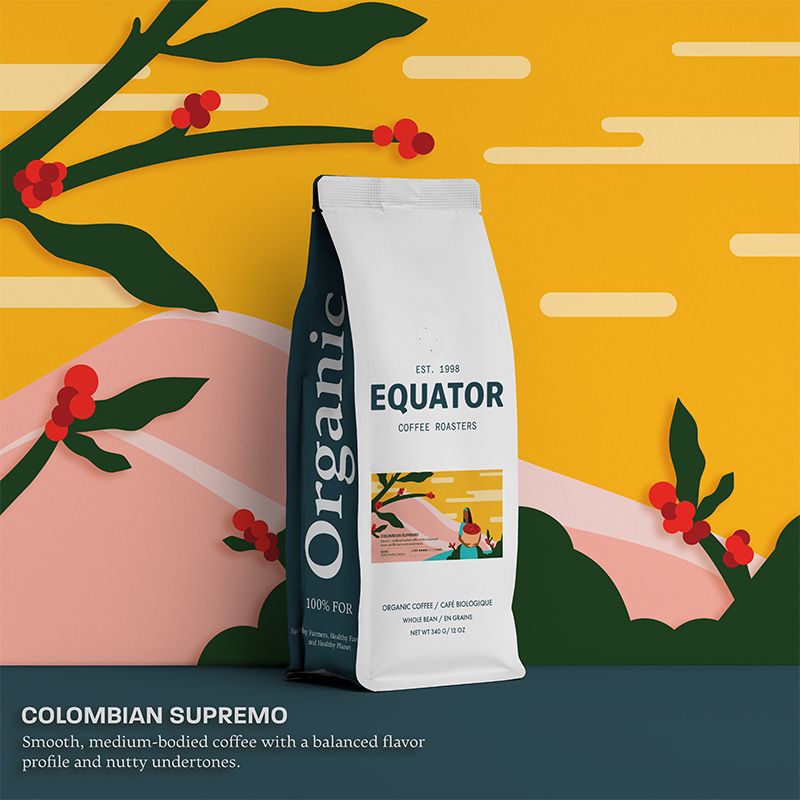 EST. 1998
EQUATOR
COFFEE ROASTERS
Organic
100% FOR
Farmers, Healthy
and Healthy Planet
COLOMBIAN SUPREMO
ORGANIC COFFEE / CAFÉ BIOLOGIQUE
WHOLE BEAN / EN GRAINS
NET WT 340 G/ 12 OZ
COLOMBIAN SUPREMO
Smooth, medium-bodied coffee with a balanced flavor
profile and nutty undertones.